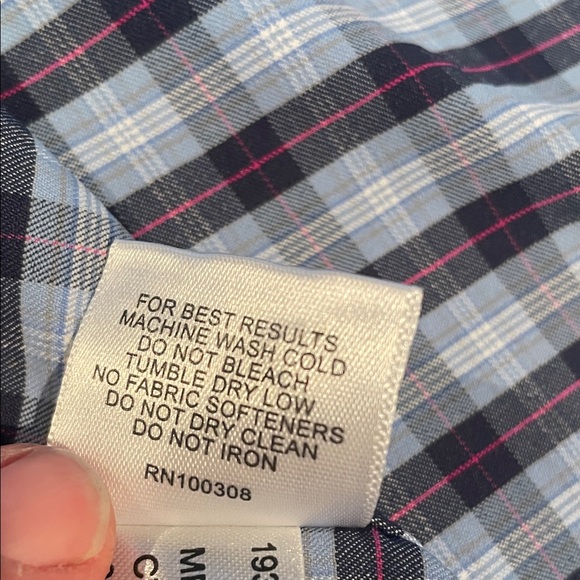 FOR BEST RESULTS
MACHINE WASH COLD
DO NOT BLEACH
TUMBLE DRY LOW
NO FABRIC SOFTENERS
DO NOT DRY CLEAN
DO NOT IRON
RN100308